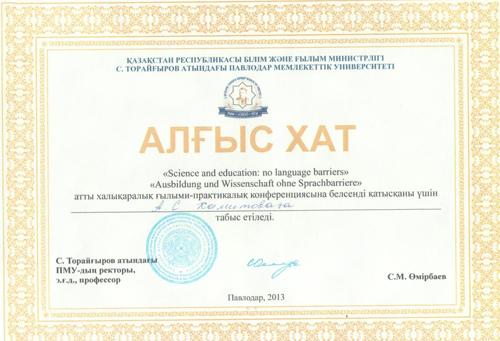 ҚАЗАҚСТАН РЕСПУБЛИКАСЫ БІЛІМ ЖӘНЕ ҒЫЛЫМ МИНИСТРЛІГІ
С. ТОРАЙҒЫРОВ АТЫНДАҒЫ ПАВЛОДАР МЕМЛЕКЕТТІК УНИВЕРСИТЕТІ
АЛҒЫС ХАТ
«Science and education: no language barriers»
«Ausbildung und Wissenschaft ohne Sprachbarriere»
атты халықаралық ғылыми-практикалық конференциясына белсенді қатысқаны үшін
А С Хамитоваға
табыс етіледі.
С. Торайғыров атындағы
ПМУ-дың ректоры,
э.ғ.д., профессор
С.М. Өмірбаев
Павлодар, 2013